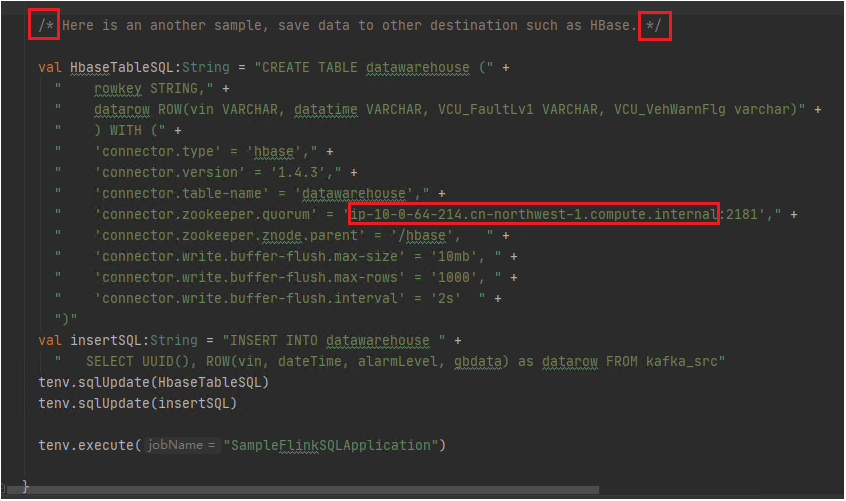 /* Here is an another sample, save data to other destination such as HBase. */
val HbaseTableSQL:String = "CREATE TABLE datawarehouse (" +
"    rowkey STRING," +
"    datarow ROW(vin VARCHAR, datatime VARCHAR, VCU_FaultLv1 VARCHAR, VCU_VehWarnFlg varchar)" +
"    ) WITH (" +
"    'connector.type' = 'hbase'," +
"    'connector.version' = '1.4.3'," +
"    'connector.table-name' = 'datawarehouse'," +
"    'connector.zookeeper.quorum' = 'ip-10-0-64-214.cn-northwest-1.compute.internal:2181'," +
"    'connector.zookeeper.znode.parent' = '/hbase',   " +
"    'connector.write.buffer-flush.max-size' = '10mb', " +
"    'connector.write.buffer-flush.max-rows' = '1000', " +
"    'connector.write.buffer-flush.interval' = '2s'  " +
")"
val insertSQL:String = "INSERT INTO datawarehouse " +
"   SELECT UUID(), ROW(vin, dateTime, alarmLevel, gbdata) as datarow FROM kafka_src"
tenv.sqlUpdate(HbaseTableSQL)
tenv.sqlUpdate(insertSQL)
tenv.execute( jobName = "SampleFlinkSQLApplication")
}